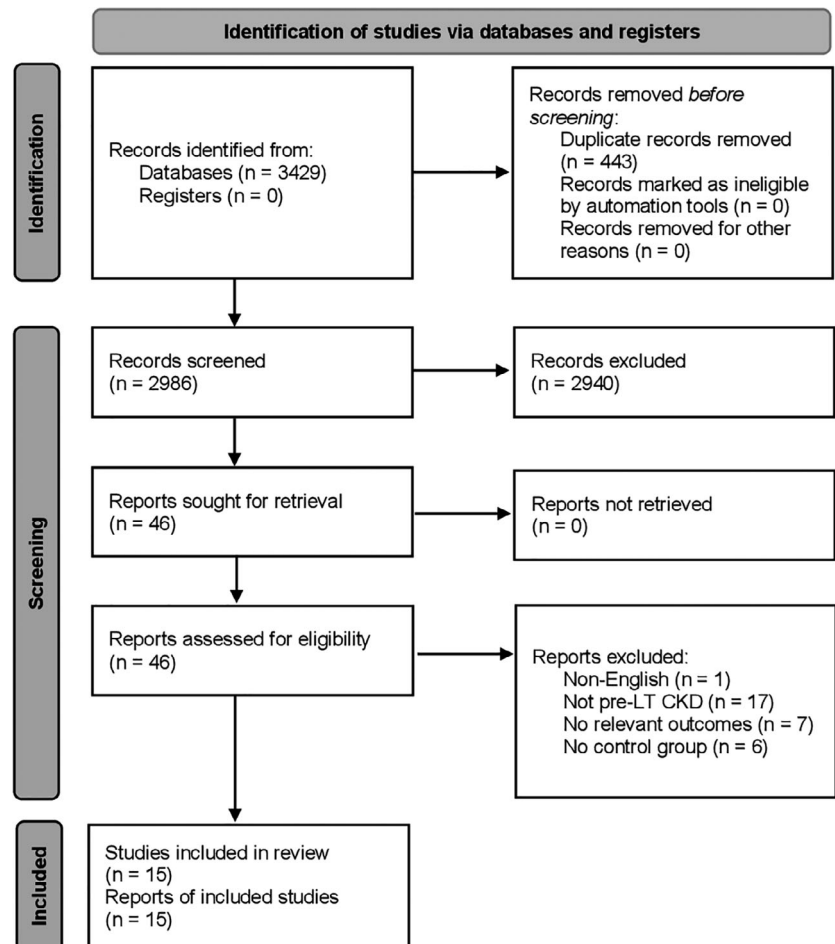 Identification of studies via databases and registers
Identification
Records identified from:
Databases (n = 3429)
Registers (n = 0)
Records removed before
screening:
Duplicate records removed
(n = 443)
Records marked as ineligible
by automation tools (n = 0)
Records removed for other
reasons (n = 0)
Screening
Records screened
(n = 2986)
Records excluded
(n = 2940)
Reports sought for retrieval
(n = 46)
Reports not retrieved
(n = 0)
Reports assessed for eligibility
(n = 46)
Reports excluded:
Non-English (n = 1)
Not pre-LT CKD (n = 17)
No relevant outcomes (n = 7)
No control group (n = 6)
Included
Studies included in review
(n = 15)
Reports of included studies
(n = 15)